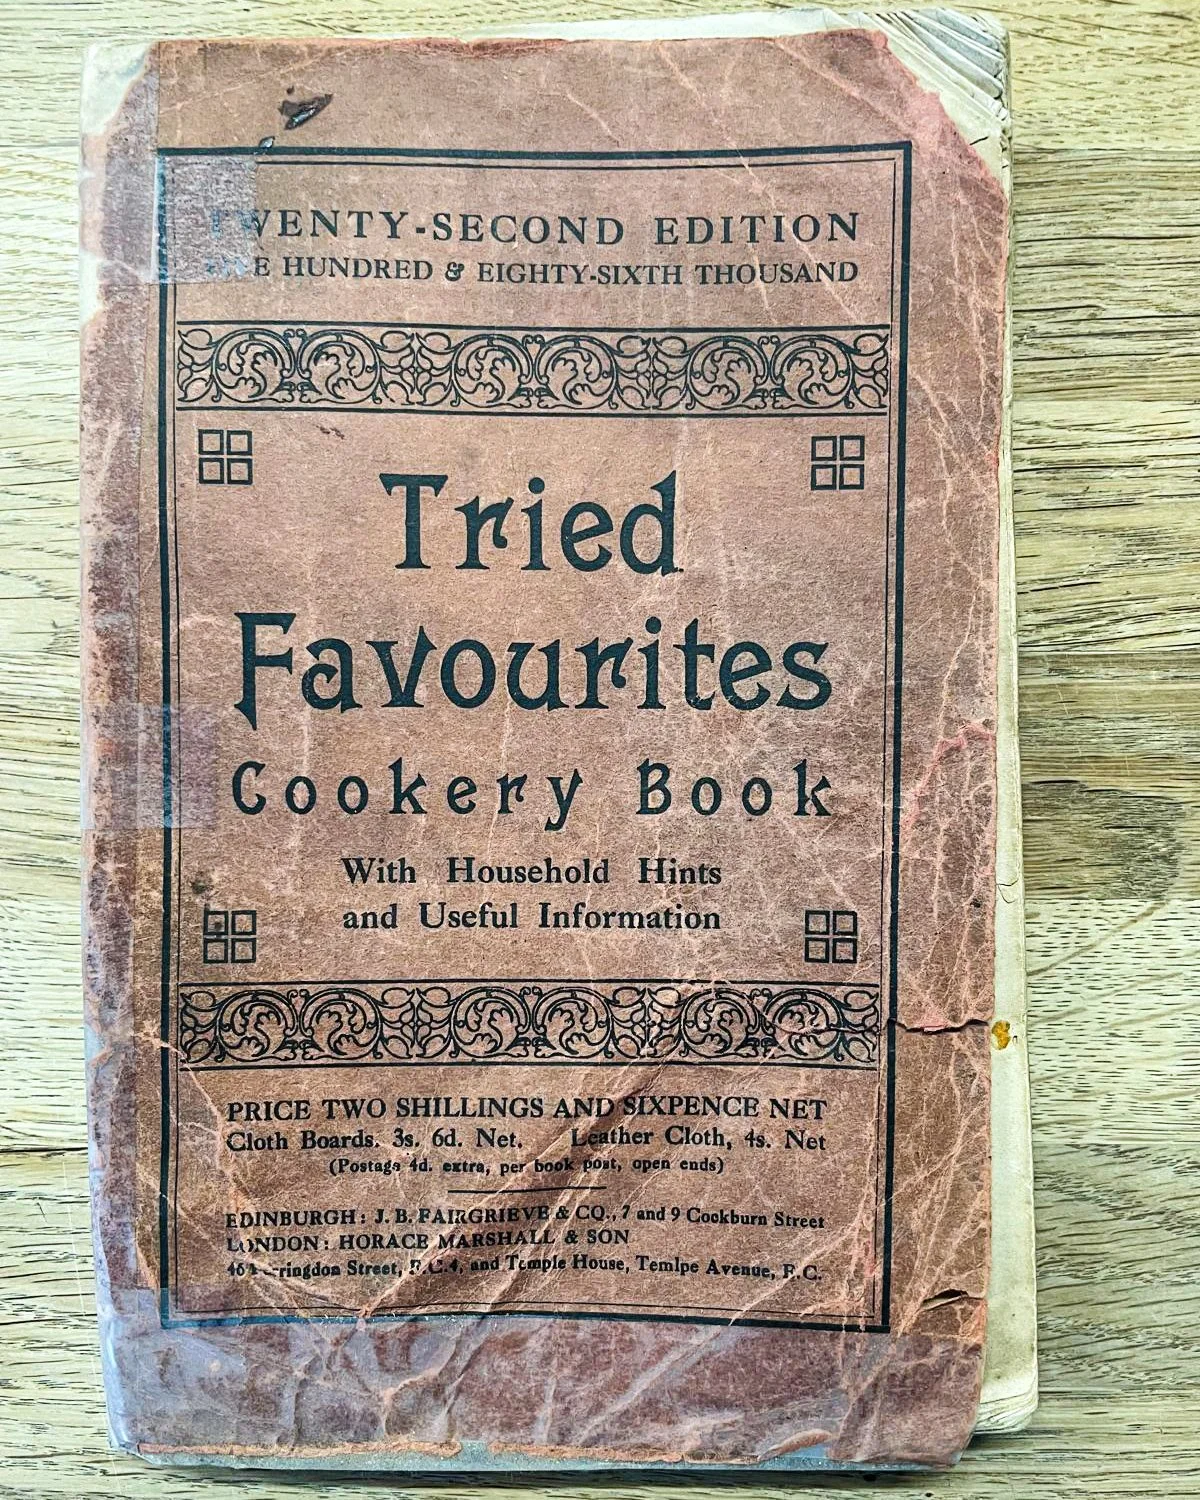 TWENTY-SECOND EDITION
HUNDRED & EIGHTY-SIXTH THOUSAND
Tried
Favourites
Cookery Book
With Household Hints
and Useful Information
PRICE TWO SHILLINGS AND SIXPENCE NET
Cloth Boards. 3s. 6d. Net. Leather Cloth, 4s. Net
(Postage 4d. extra, per book post, open ends)
EDINBURGH: J. B. FAIRGRIEVE & CO., 7 and 9 Cockburn Street
LONDON: HORACE MARSHALL & SON
46 Street, E.C.4, and Temple House, Temlpe Avenue, E.C.